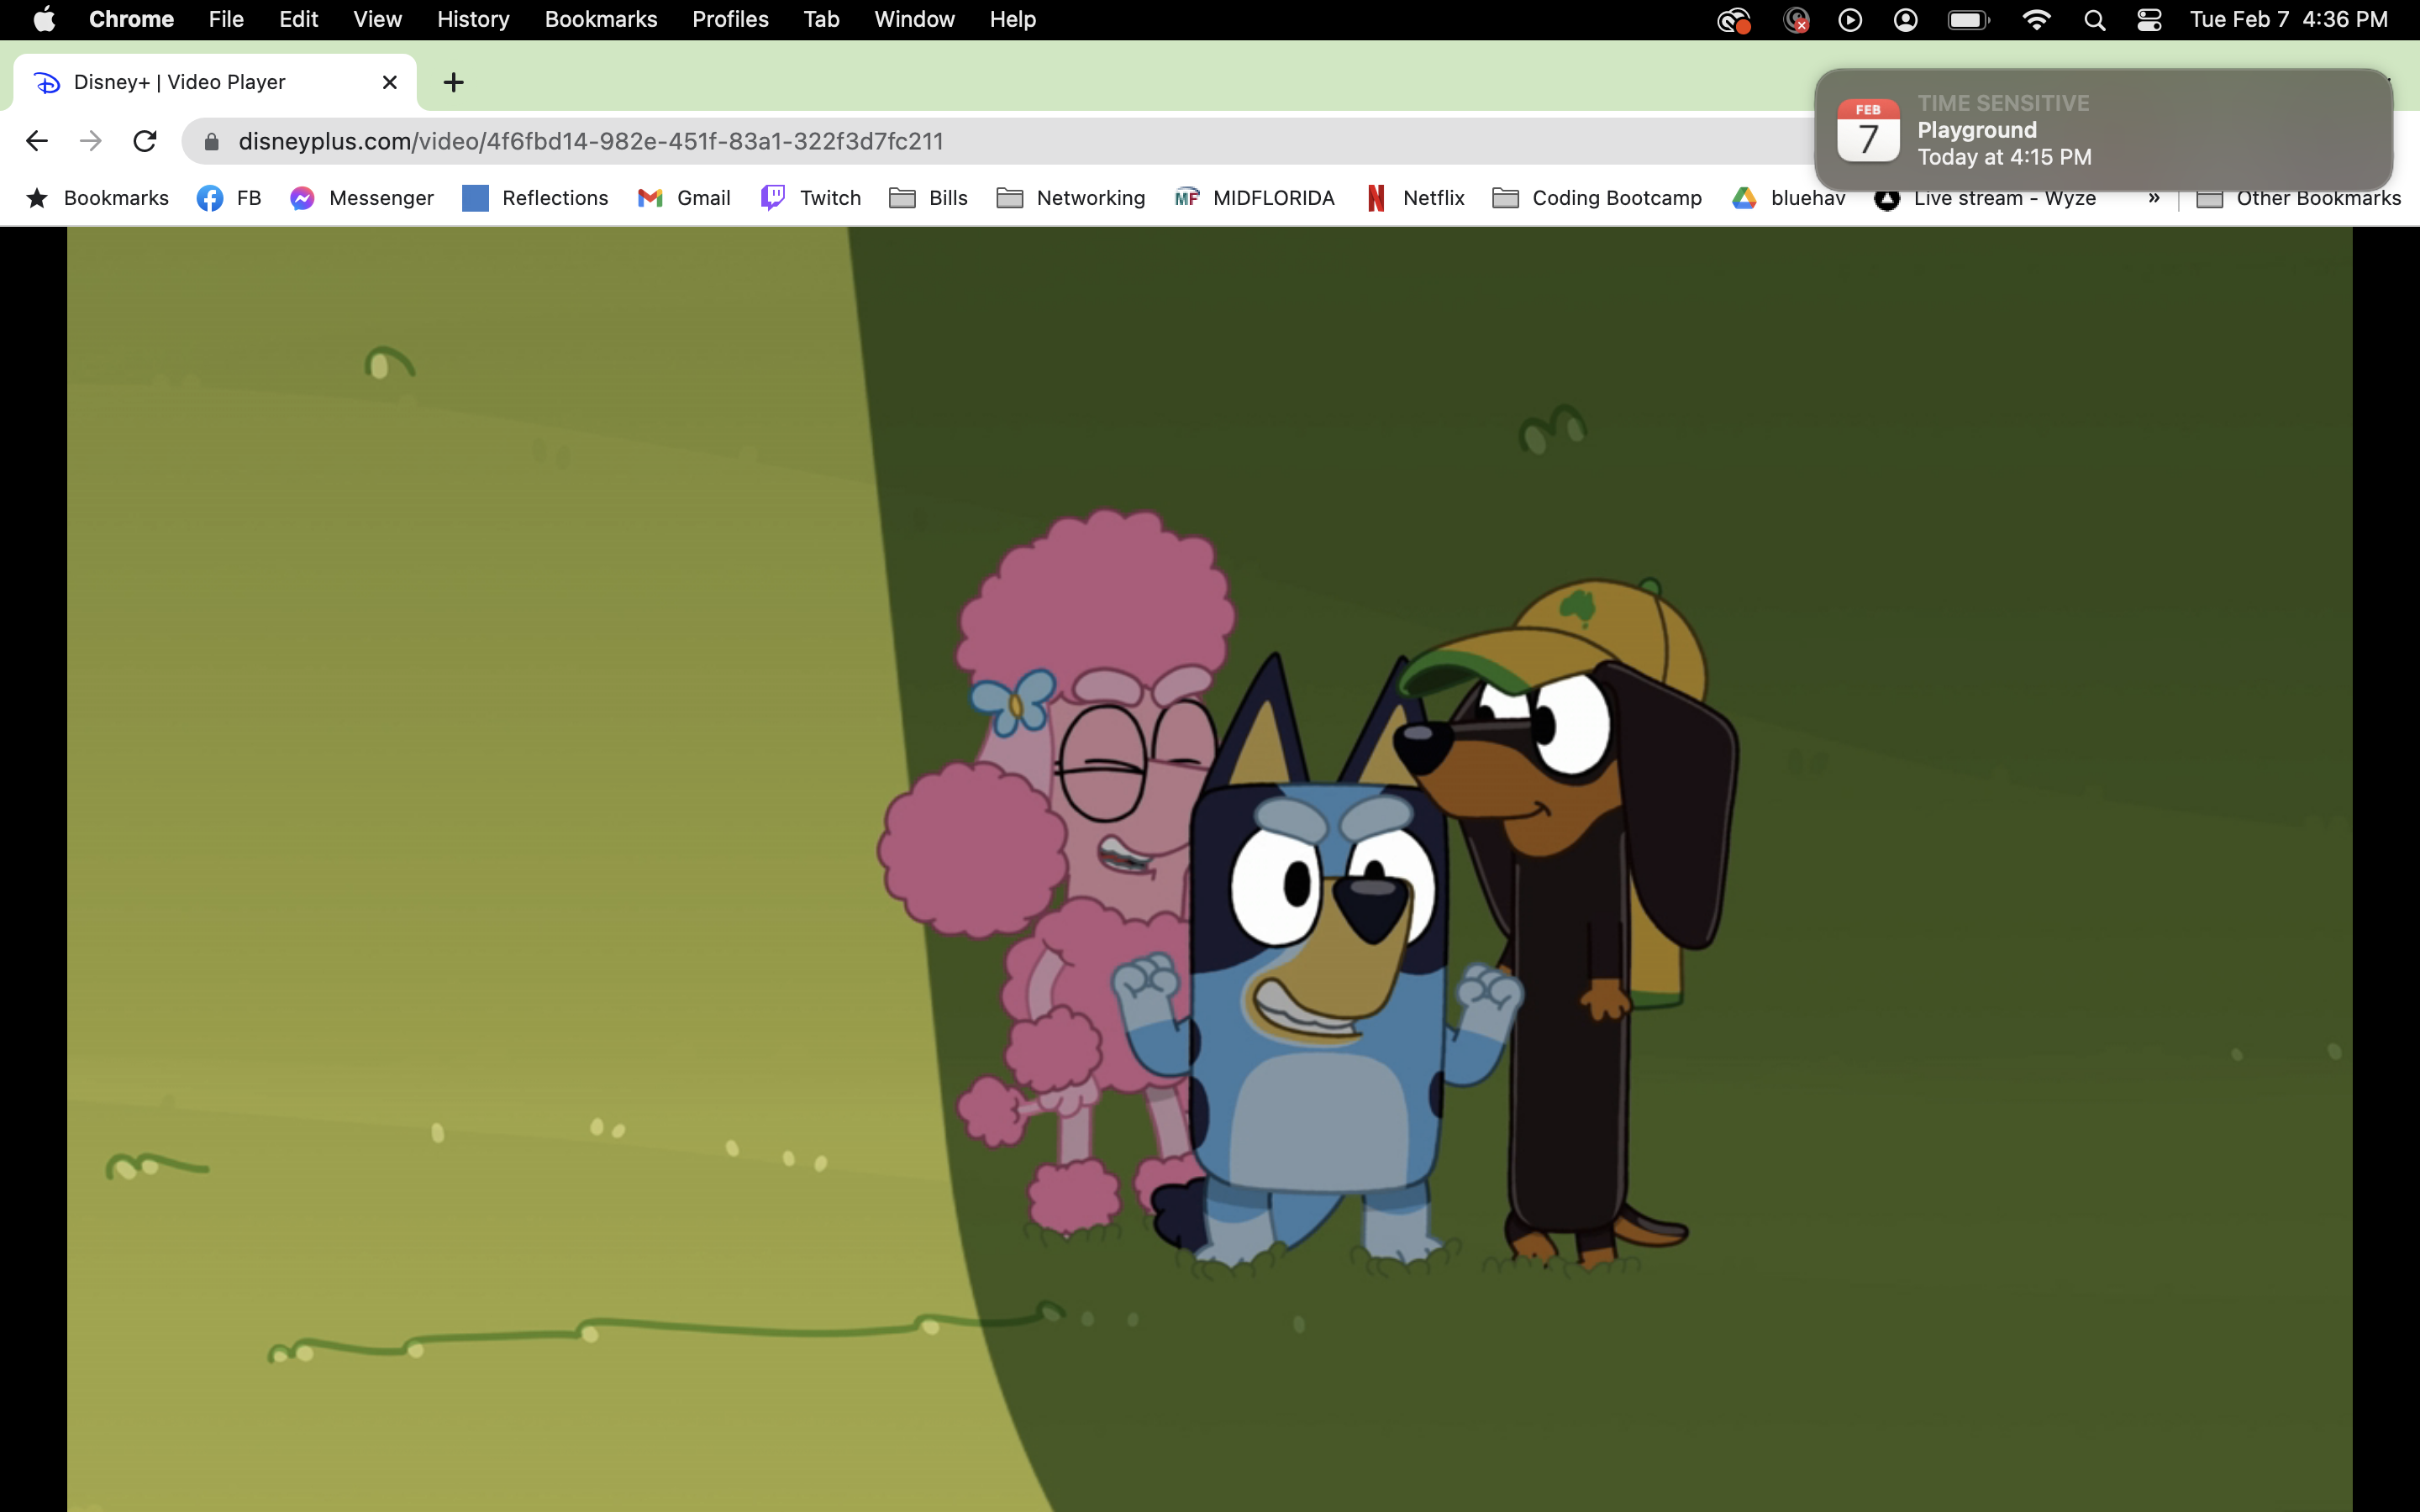 Chrome File Edit View History Bookmarks Profiles Tab Window Help Tue Feb 7 4:36 PM
Disney+ | Video Player
disneyplus.com/video/4f6fbd14-982e-451f-83a1-322f3d7fc211
FEB
7
TIME SENSITIVE
Playground
Today at 4:15 PM
Bookmarks FB Messenger Reflections Gmail Twitch Bills Networking MF MIDFLORIDA Netflix Coding Bootcamp bluehav Live stream - Wyze » Other Bookmarks